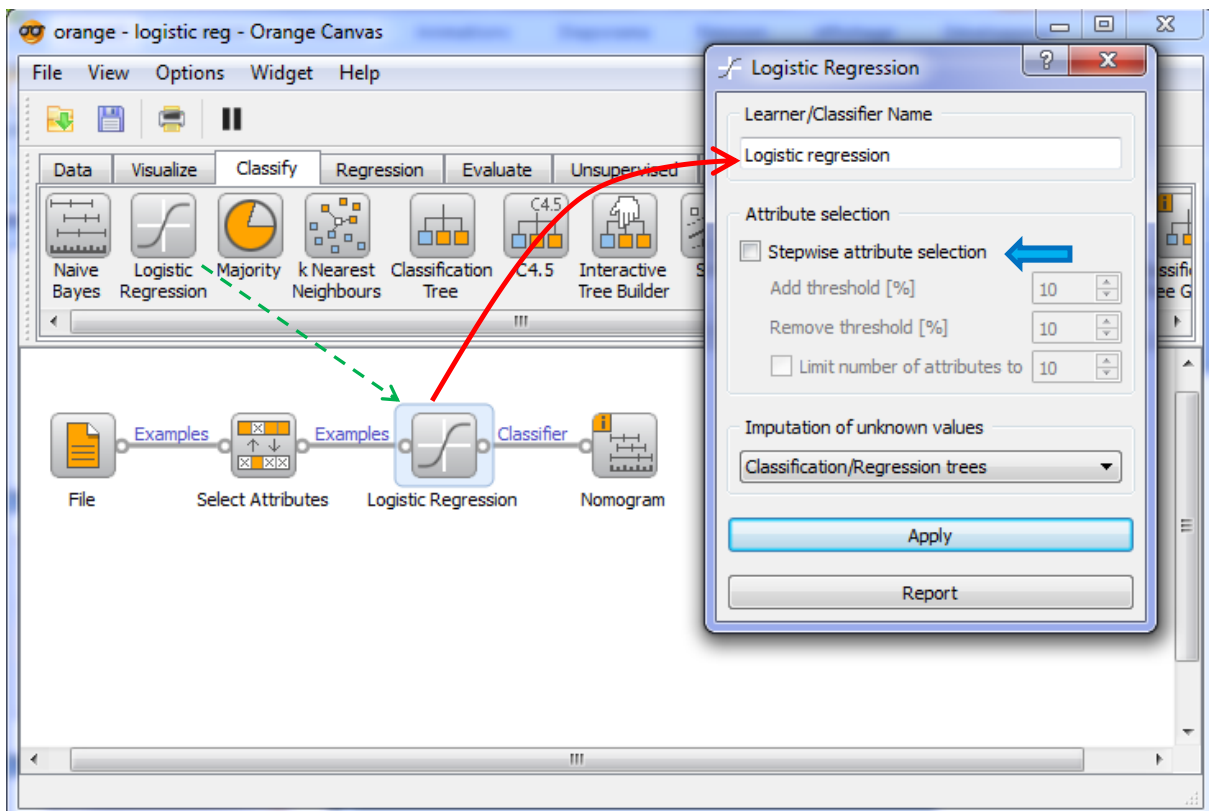 orange - logistic reg - Orange Canvas
File View Options Widget Help
Data Visualize Classify Regression Evaluate Unsupervised
C4.5
Naive Logistic Majority k Nearest Classification C4.5 Interactive
Bayes Regression Neighbours Tree Tree Builder
Examples Examples Classifier
File Select Attributes Logistic Regression Nomogram
Logistic Regression
Learner/Classifier Name
Logistic regression
Attribute selection
Stepwise attribute selection
Add threshold [%] 10
Remove threshold [%] 10
Limit number of attributes to 10
Imputation of unknown values
Classification/Regression trees
Apply
Report